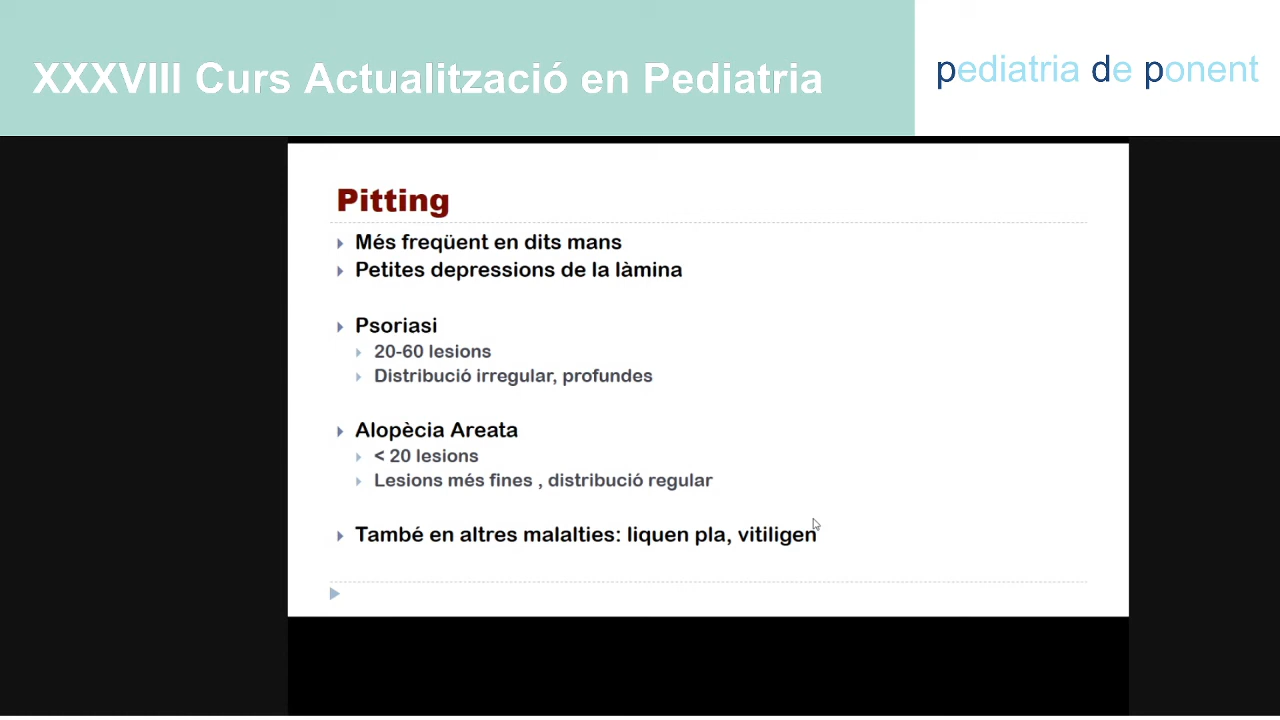 XXXVIII Curs Actualització en Pediatria
pediatria de ponent
Pitting
Més freqüent en dits mans
Petites depressions de la làmina
Psoriasi
20-60 lesions
Distribució irregular, profundes
Alopècia Areata
< 20 lesions
Lesions més fines , distribució regular
També en altres malalties: liquen pla, vitiligen